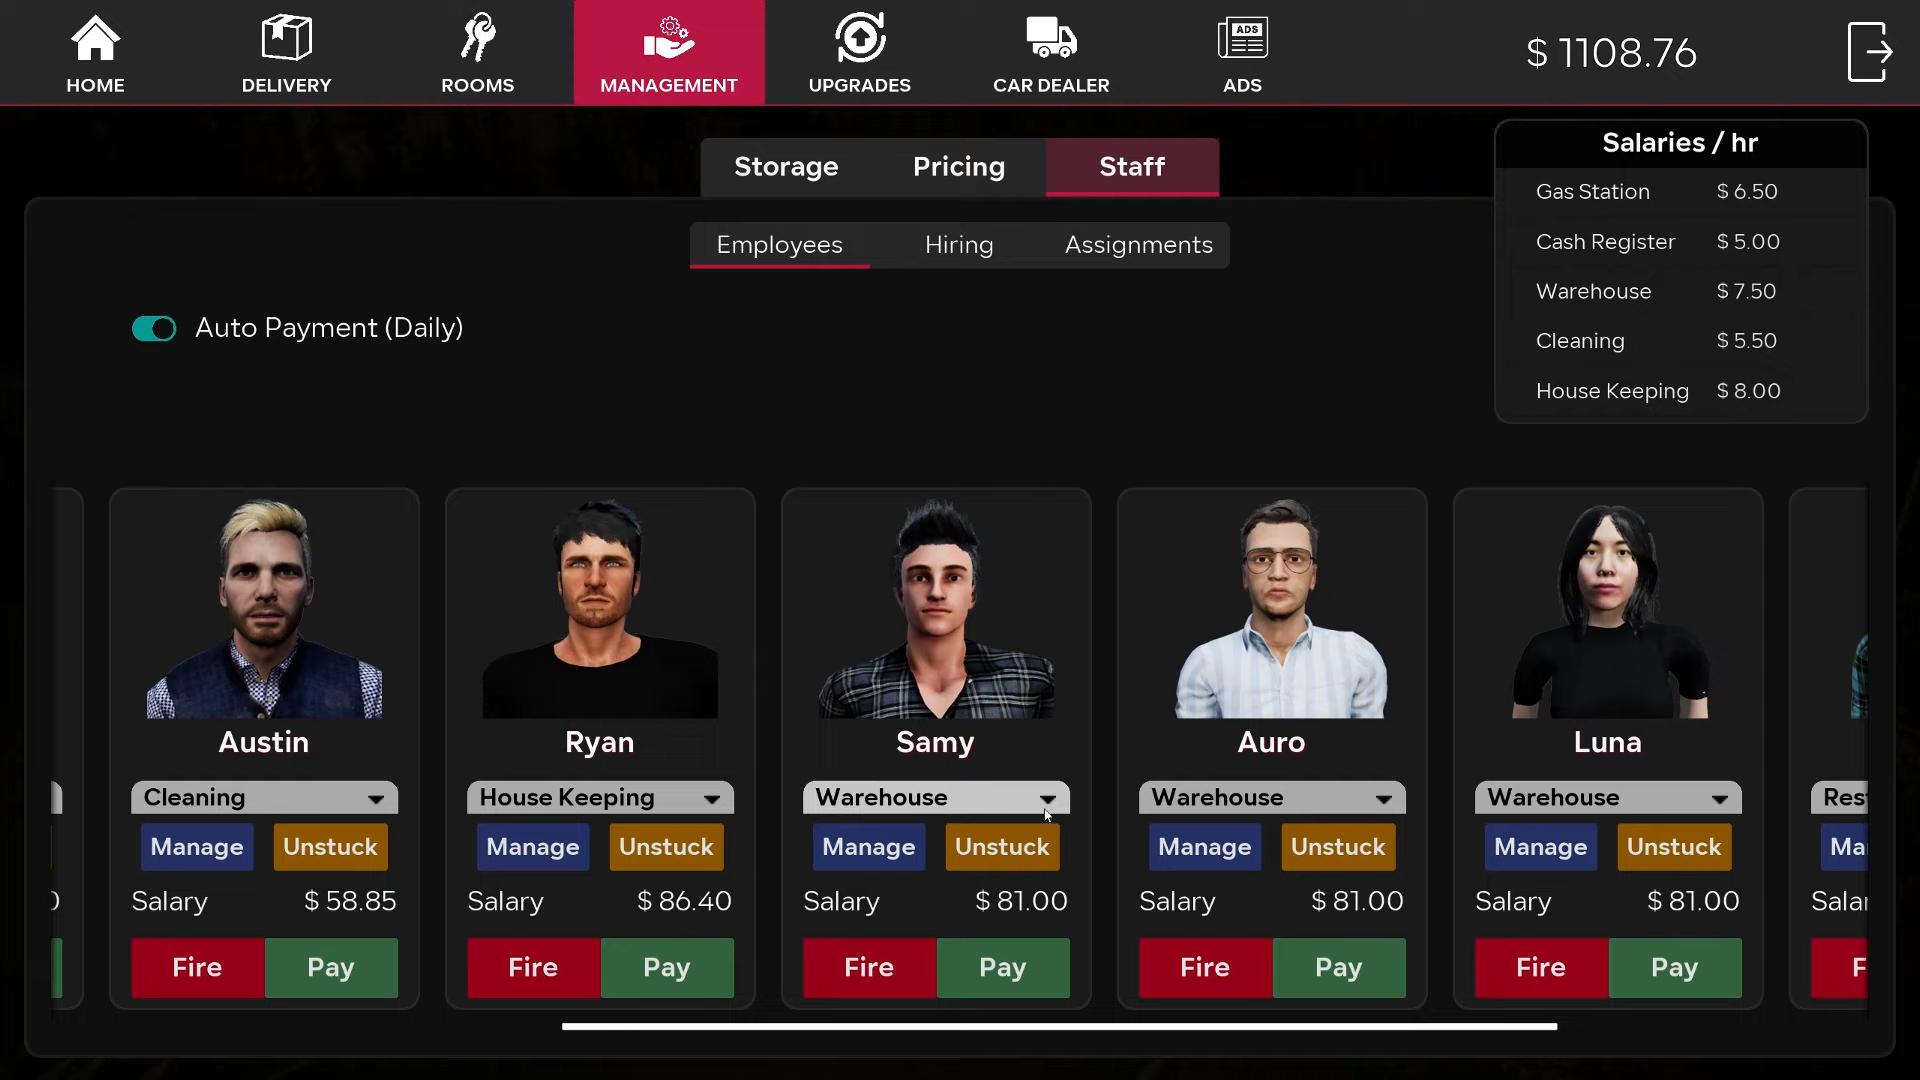 HOME
DELIVERY
ROOMS
MANAGEMENT
UPGRADES
CAR DEALER
ADS
ADS
$ 1108.76
Storage
Pricing
Staff
Salaries / hr
Gas Station $ 6.50
Cash Register $ 5.00
Warehouse $ 7.50
Cleaning $ 5.50
House Keeping $ 8.00
Employees
Hiring
Assignments
Auto Payment (Daily)
Austin
Cleaning
Manage Unstuck
Salary $ 58.85
Fire Pay
Ryan
House Keeping
Manage Unstuck
Salary $ 86.40
Fire Pay
Samy
Warehouse
Manage Unstuck
Salary $ 81.00
Fire Pay
Auro
Warehouse
Manage Unstuck
Salary $ 81.00
Fire Pay
Luna
Warehouse
Manage Unstuck
Salary $ 81.00
Fire Pay